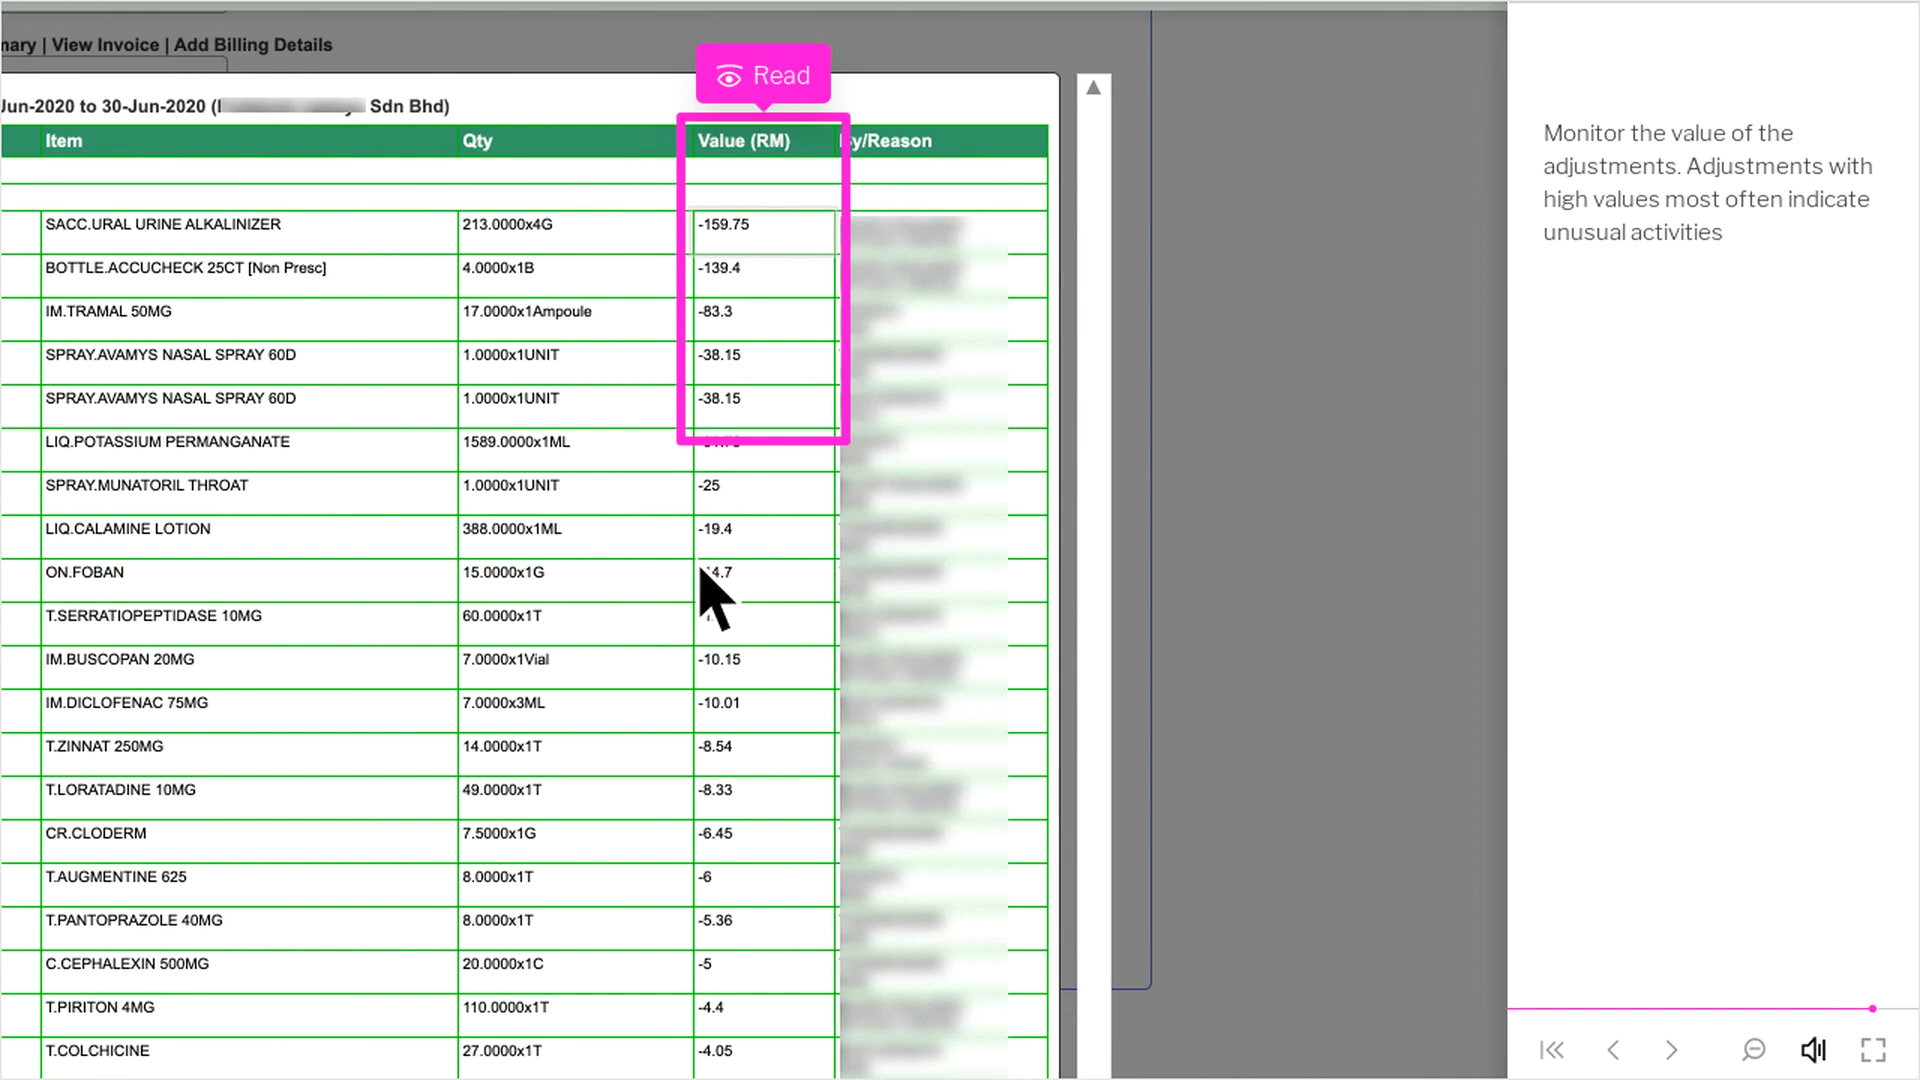 mary | View Invoice | Add Billing Details
Read
Jun-2020 to 30-Jun-2020 ( Sdn Bhd)
Item Qty Value (RM) By/Reason
SACC.URAL URINE ALKALINIZER 213.0000x4G -159.75
BOTTLE.ACCUCHECK 25CT [Non Presc] 4.0000x1B -139.4
IM.TRAMAL 50MG 17.0000x1Ampoule -83.3
SPRAY.AVAMYS NASAL SPRAY 60D 1.0000x1UNIT -38.15
SPRAY.AVAMYS NASAL SPRAY 60D 1.0000x1UNIT -38.15
LIQ.POTASSIUM PERMANGANATE 1589.0000x1ML
SPRAY.MUNATORIL THROAT 1.0000x1UNIT -25
LIQ.CALAMINE LOTION 388.0000x1ML -19.4
ON.FOBAN 15.0000x1G
T.SERRATIOPEPTIDASE 10MG 60.0000x1T
IM.BUSCOPAN 20MG 7.0000x1Vial -10.15
IM.DICLOFENAC 75MG 7.0000x3ML -10.01
T.ZINNAT 250MG 14.0000x1T -8.54
T.LORATADINE 10MG 49.0000x1T -8.33
CR.CLODERM 7.5000x1G -6.45
T.AUGMENTINE 625 8.0000x1T -6
T.PANTOPRAZOLE 40MG 8.0000x1T -5.36
C.CEPHALEXIN 500MG 20.0000x1C -5
T.PIRITON 4MG 110.0000x1T -4.4
T.COLCHICINE 27.0000x1T -4.05
Monitor the value of the
adjustments. Adjustments with
high values most often indicate
unusual activities